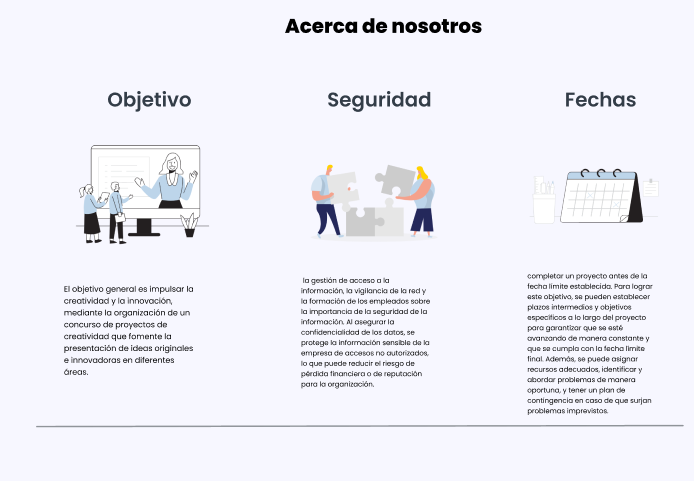 Acerca de nosotros
Objetivo
Seguridad
Fechas
El objetivo general es impulsar la
creatividad y la innovación,
mediante la organización de un
concurso de proyectos de
creatividad que fomente la
presentación de ideas originales
e innovadoras en diferentes
áreas.
la gestión de acceso a la
información, la vigilancia de la red y
la formación de los empleados sobre
la importancia de la seguridad de la
información. Al asegurar la
confidencialidad de los datos, se
protege la información sensible de la
empresa de accesos no autorizados,
lo que puede reducir el riesgo de
pérdida financiera o de reputación
para la organización.
completar un proyecto antes de la
fecha límite establecida. Para lograr
este objetivo, se pueden establecer
plazos intermedios y objetivos
específicos a lo largo del proyecto
para garantizar que se esté
avanzando de manera constante y
que se cumpla con la fecha límite
final. Además, se puede asignar
recursos adecuados, identificar y
abordar problemas de manera
oportuna, y tener un plan de
contingencia en caso de que surjan
problemas imprevistos.